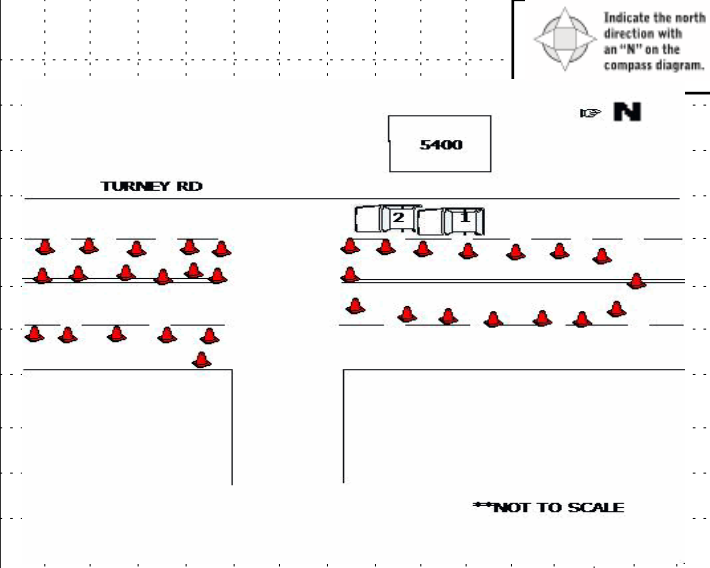 Indicate the north
direction with
an “N” on the
compass diagram.
☞ N
5400
TURNEY RD
2 1
**NOT TO SCALE